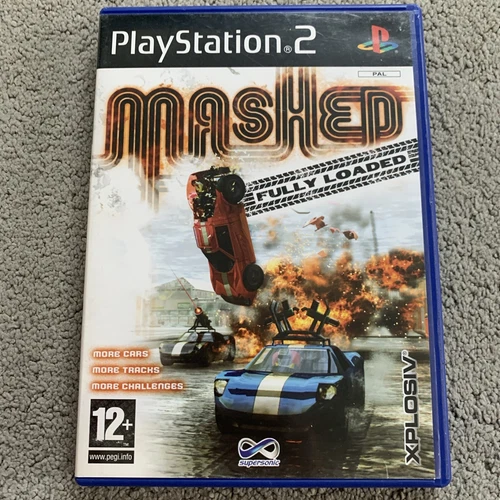 PlayStation®2
PAL
MASHED
FULLY LOADED
MORE CARS
MORE TRACKS
MORE CHALLENGES
12+
www.pegi.info
supersonic
XPLOSIV